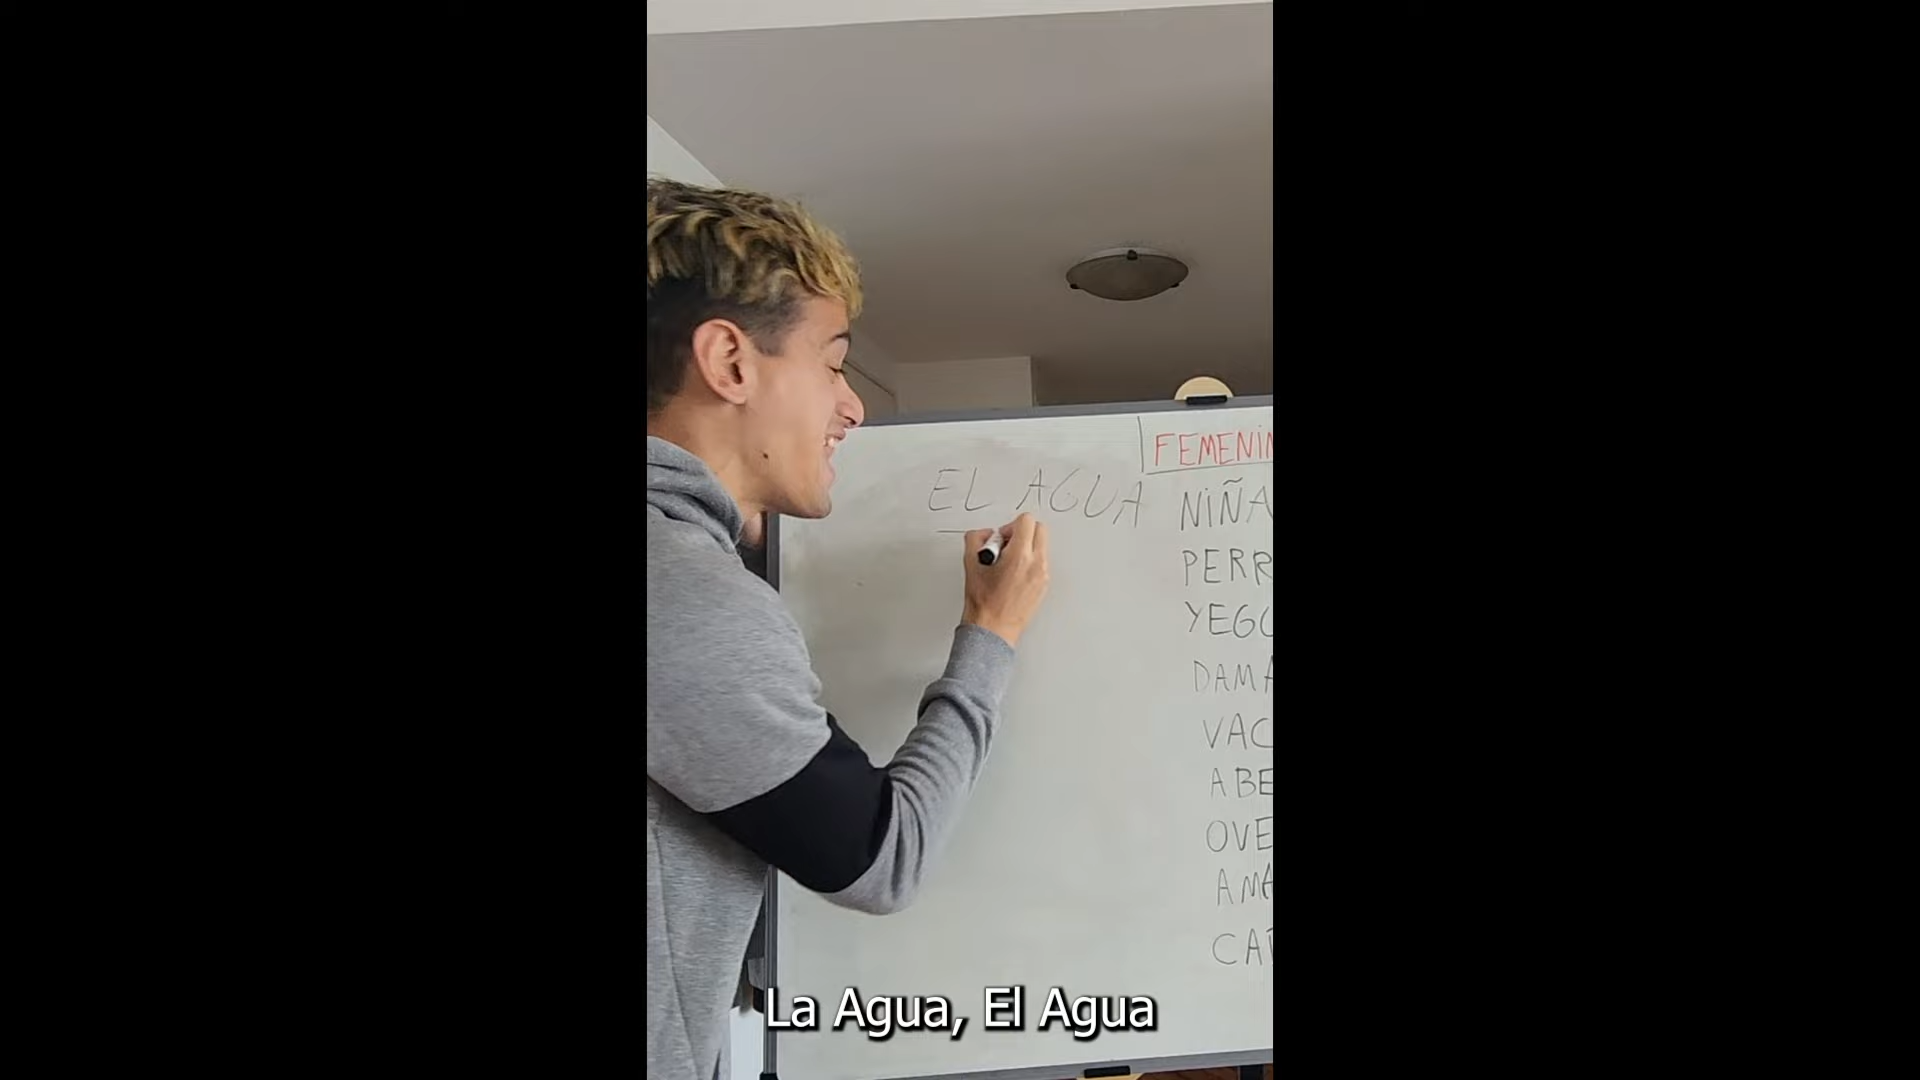 FEMENIN
EL AGUA
NIÑA
PERR
YEGU
DAMA
VAC
ABE
OVE
AMA
CA
La Agua, El Agua